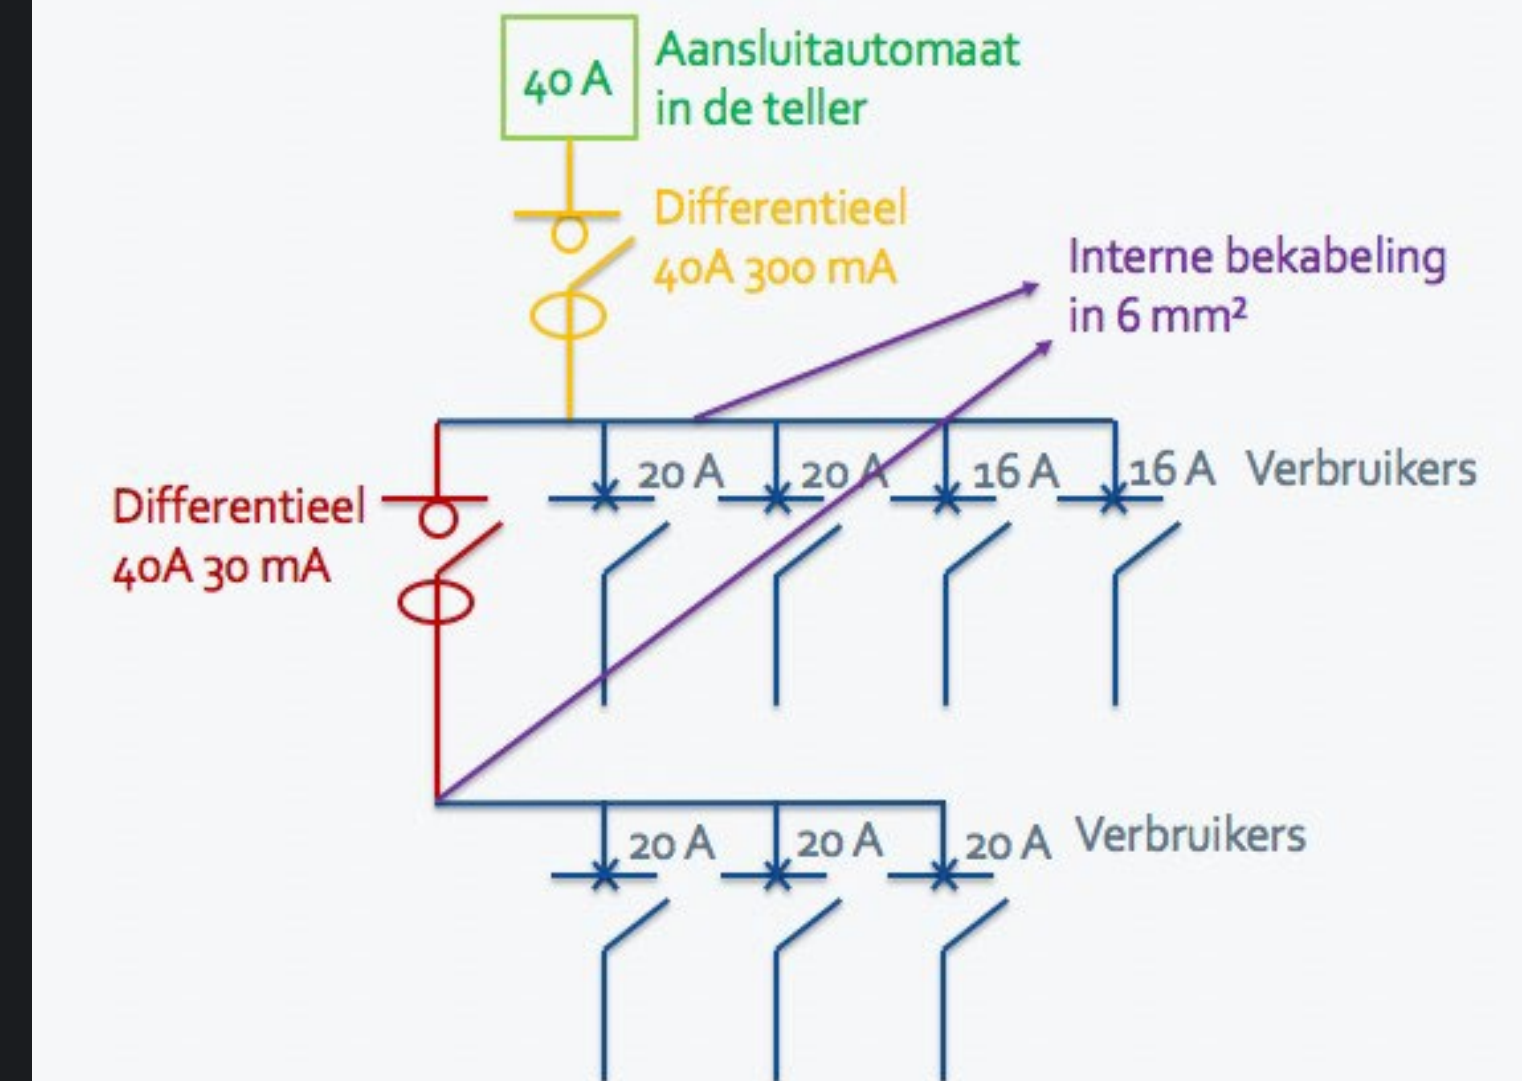 40 A
Aansluitautomaat
in de teller
Differentieel
40A 300 mA
Interne bekabeling
in 6 mm²
Differentieel
40A 30 mA
20 A
20 A
16 A
16 A
Verbruikers
20 A
20 A
20 A
Verbruikers